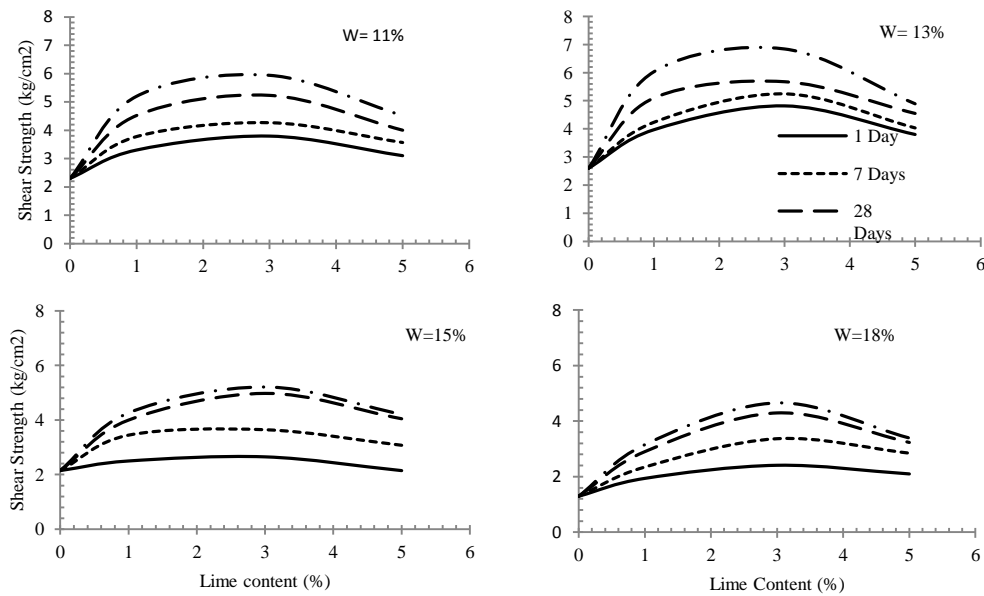 W= 11%
Shear Strength (kg/cm2)
8
7
6
5
4
3
2
1
0
0 1 2 3 4 5 6
W= 13%
8
7
6
5
4
3
2
1
0
0 1 2 3 4 5 6
1 Day
7 Days
28
Days
W=15%
Shear Strength (kg/cm2)
8
6
4
2
0
0 1 2 3 4 5 6
Lime content (%)
W=18%
8
6
4
2
0
0 1 2 3 4 5 6
Lime Content (%)